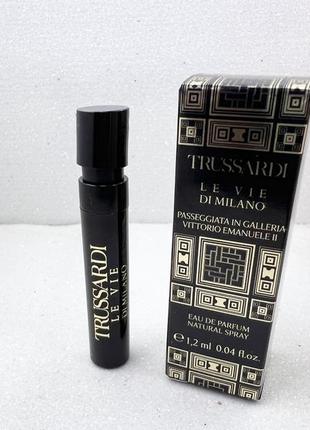 TRUSSARDI
LE VIE
DI MILANO
TRUSSARDI
LE VIE
DI MILANO
PASSEGGIATA IN GALLERIA
VITTORIO EMANUELE II
EAU DE PARFUM
NATURAL SPRAY
℮ 1,2 ml 0.04 fl.oz.